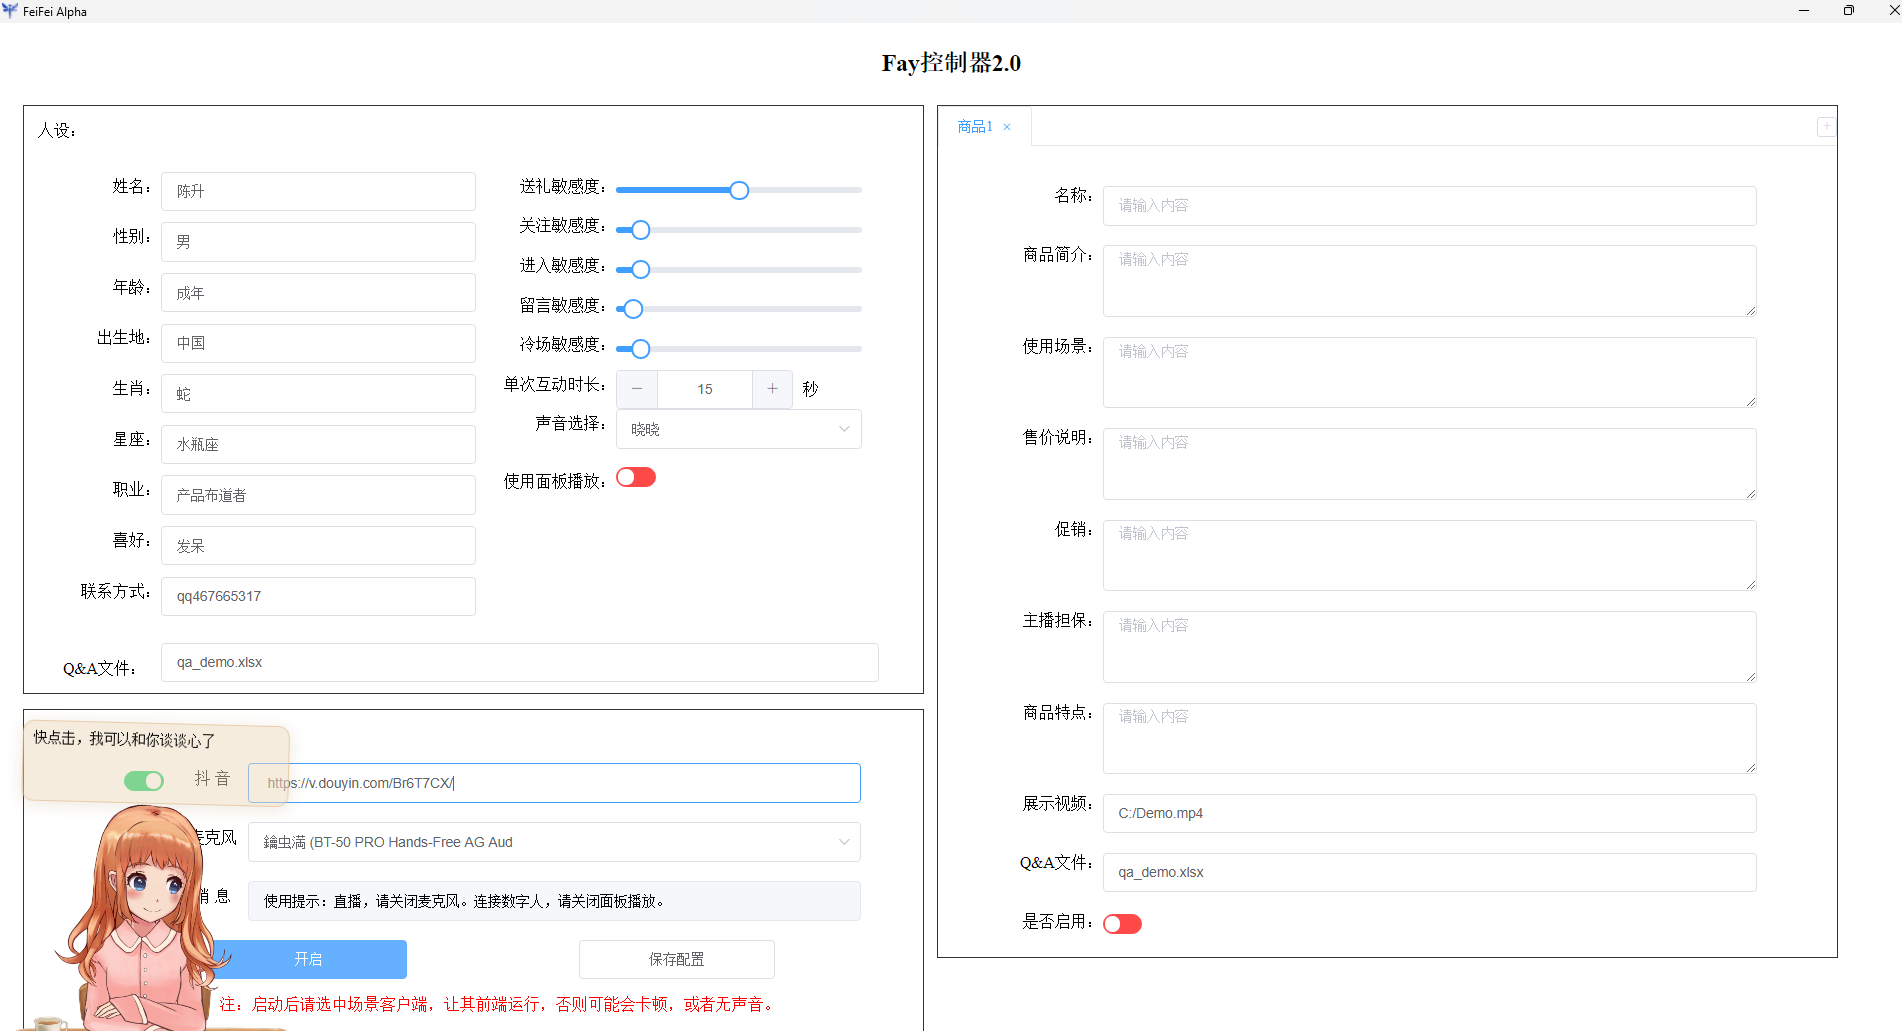 FeiFei Alpha
Fay控制器2.0
人设：
姓名： 陈升
性别： 男
年龄： 成年
出生地： 中国
生肖： 蛇
星座： 水瓶座
职业： 产品布道者
喜好： 发呆
联系方式： qq467665317
Q&A文件： qa_demo.xlsx
送礼敏感度：
关注敏感度：
进入敏感度：
留言敏感度：
冷场敏感度：
单次互动时长： － 15 + 秒
声音选择： 晓晓
使用面板播放：
快点击，我可以和你谈谈心了
抖 音 https://v.douyin.com/Br6T7CX/
麦克风 鑰虫満 (BT-50 PRO Hands-Free AG Aud
消 息 使用提示：直播，请关闭麦克风。连接数字人，请关闭面板播放。
开启 保存配置
注：启动后请选中场景客户端，让其前端运行，否则可能会卡顿，或者无声音。
商品1 ×
+
名称： 请输入内容
商品简介： 请输入内容
使用场景： 请输入内容
售价说明： 请输入内容
促销： 请输入内容
主播担保： 请输入内容
商品特点： 请输入内容
展示视频： C:/Demo.mp4
Q&A文件： qa_demo.xlsx
是否启用：